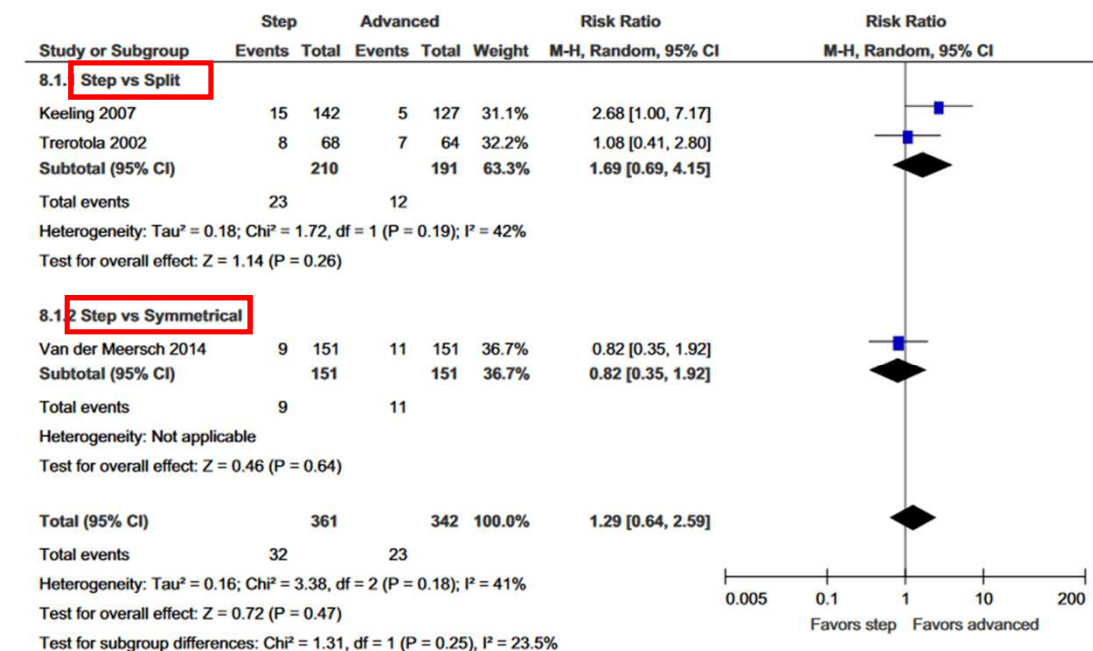 Step Advanced Risk Ratio Risk Ratio
Study or Subgroup Events Total Events Total Weight M-H, Random, 95% CI M-H, Random, 95% CI
8.1. Step vs Split
Keeling 2007 15 142 5 127 31.1% 2.68 [1.00, 7.17]
Trerotola 2002 8 68 7 64 32.2% 1.08 [0.41, 2.80]
Subtotal (95% CI) 210 191 63.3% 1.69 [0.69, 4.15]
Total events 23 12
Heterogeneity: Tau² = 0.18; Chi² = 1.72, df = 1 (P = 0.19); I² = 42%
Test for overall effect: Z = 1.14 (P = 0.26)
8.1.2 Step vs Symmetrical
Van der Meersch 2014 9 151 11 151 36.7% 0.82 [0.35, 1.92]
Subtotal (95% CI) 151 151 36.7% 0.82 [0.35, 1.92]
Total events 9 11
Heterogeneity: Not applicable
Test for overall effect: Z = 0.46 (P = 0.64)
Total (95% CI) 361 342 100.0% 1.29 [0.64, 2.59]
Total events 32 23
Heterogeneity: Tau² = 0.16; Chi² = 3.38, df = 2 (P = 0.18); I² = 41%
Test for overall effect: Z = 0.72 (P = 0.47)
Test for subgroup differences: Chi² = 1.31, df = 1 (P = 0.25), I² = 23.5%
0.005 0.1 1 10 200
Favors step Favors advanced